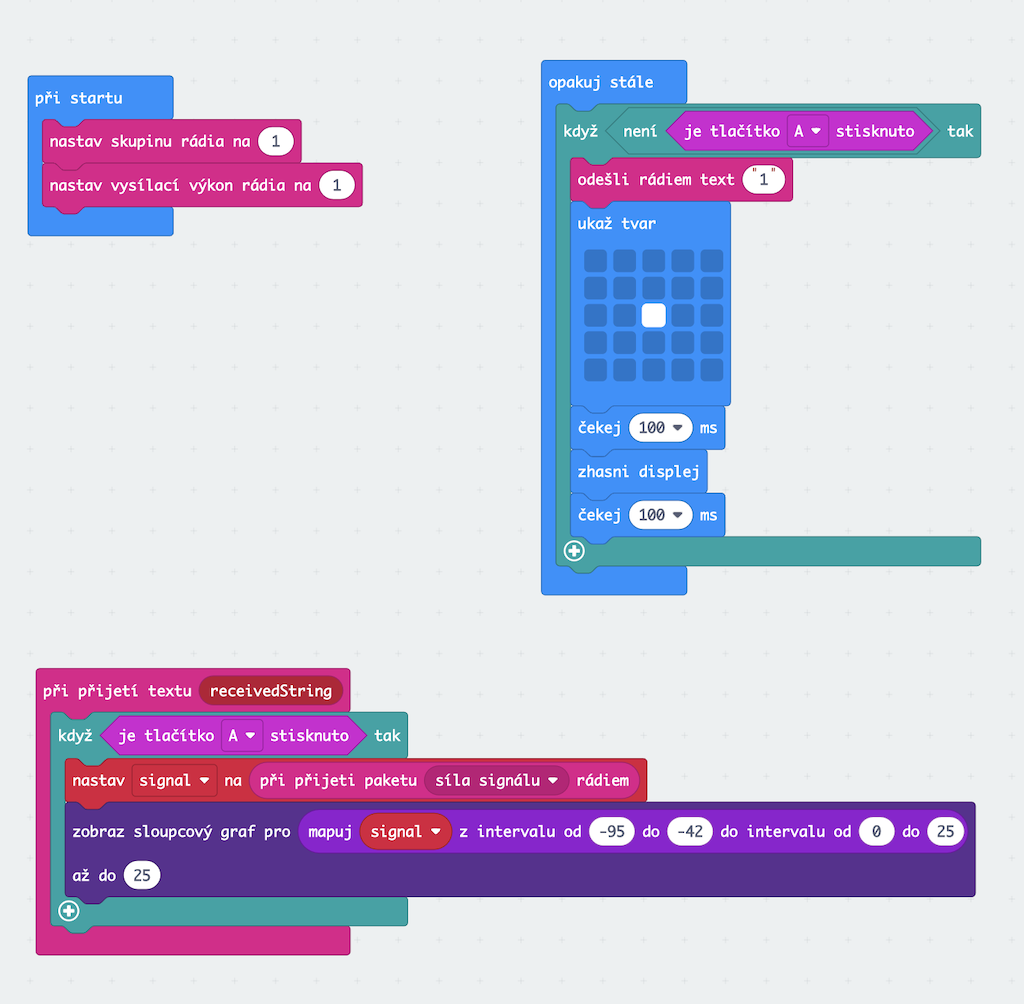 při startu
nastav skupinu rádia na 1
nastav vysílací výkon rádia na 1
opakuj stále
když není je tlačítko A stisknuto tak
odešli rádiem text "1"
ukaž tvar
čekej 100 ms
zhasni displej
čekej 100 ms
při přijetí textu receivedString
když je tlačítko A stisknuto tak
nastav signal na při přijeti paketu síla signálu rádiem
zobraz sloupcový graf pro mapuj signal z intervalu od -95 do -42 do intervalu od 0 do 25
až do 25